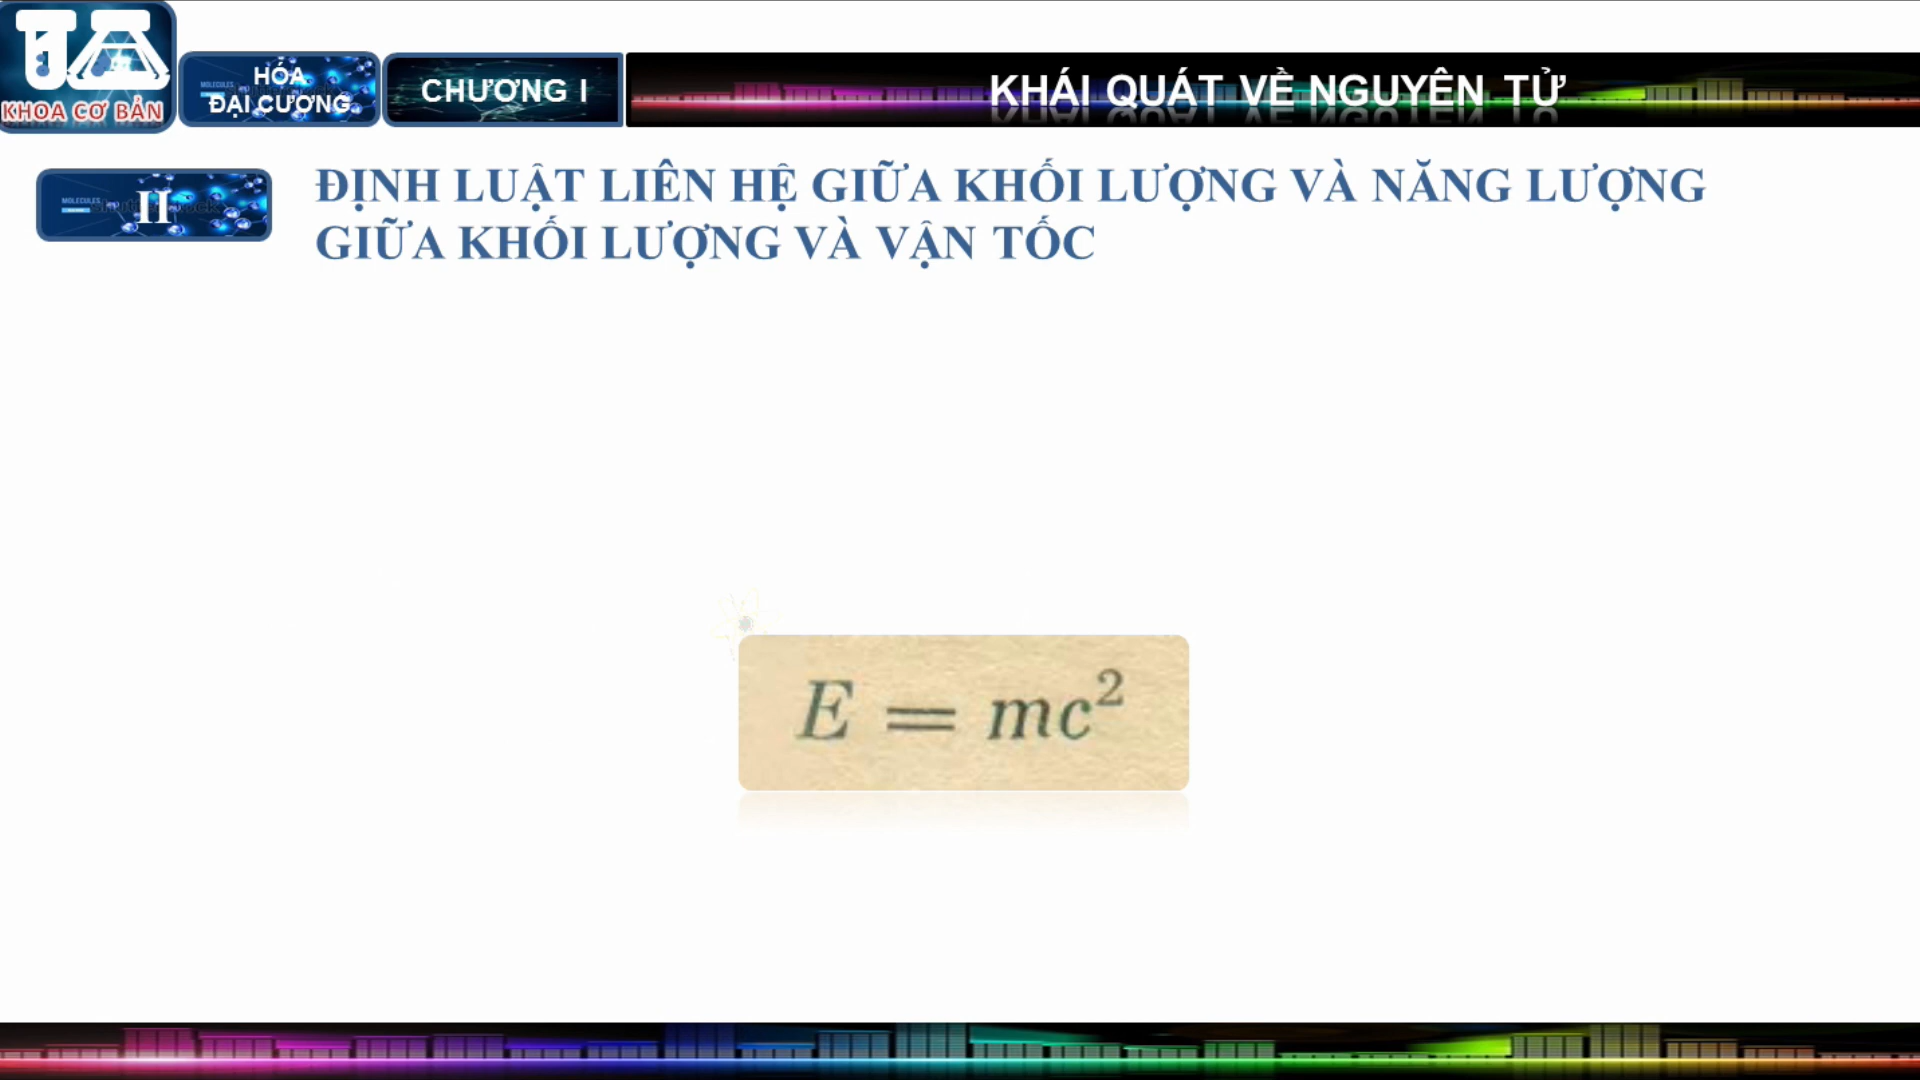 KHOA CƠ BẢN
HÓA
ĐẠI CƯƠNG
CHƯƠNG I
KHÁI QUÁT VỀ NGUYÊN TỬ
II
ĐỊNH LUẬT LIÊN HỆ GIỮA KHỐI LƯỢNG VÀ NĂNG LƯỢNG
GIỮA KHỐI LƯỢNG VÀ VẬN TỐC
E = mc²